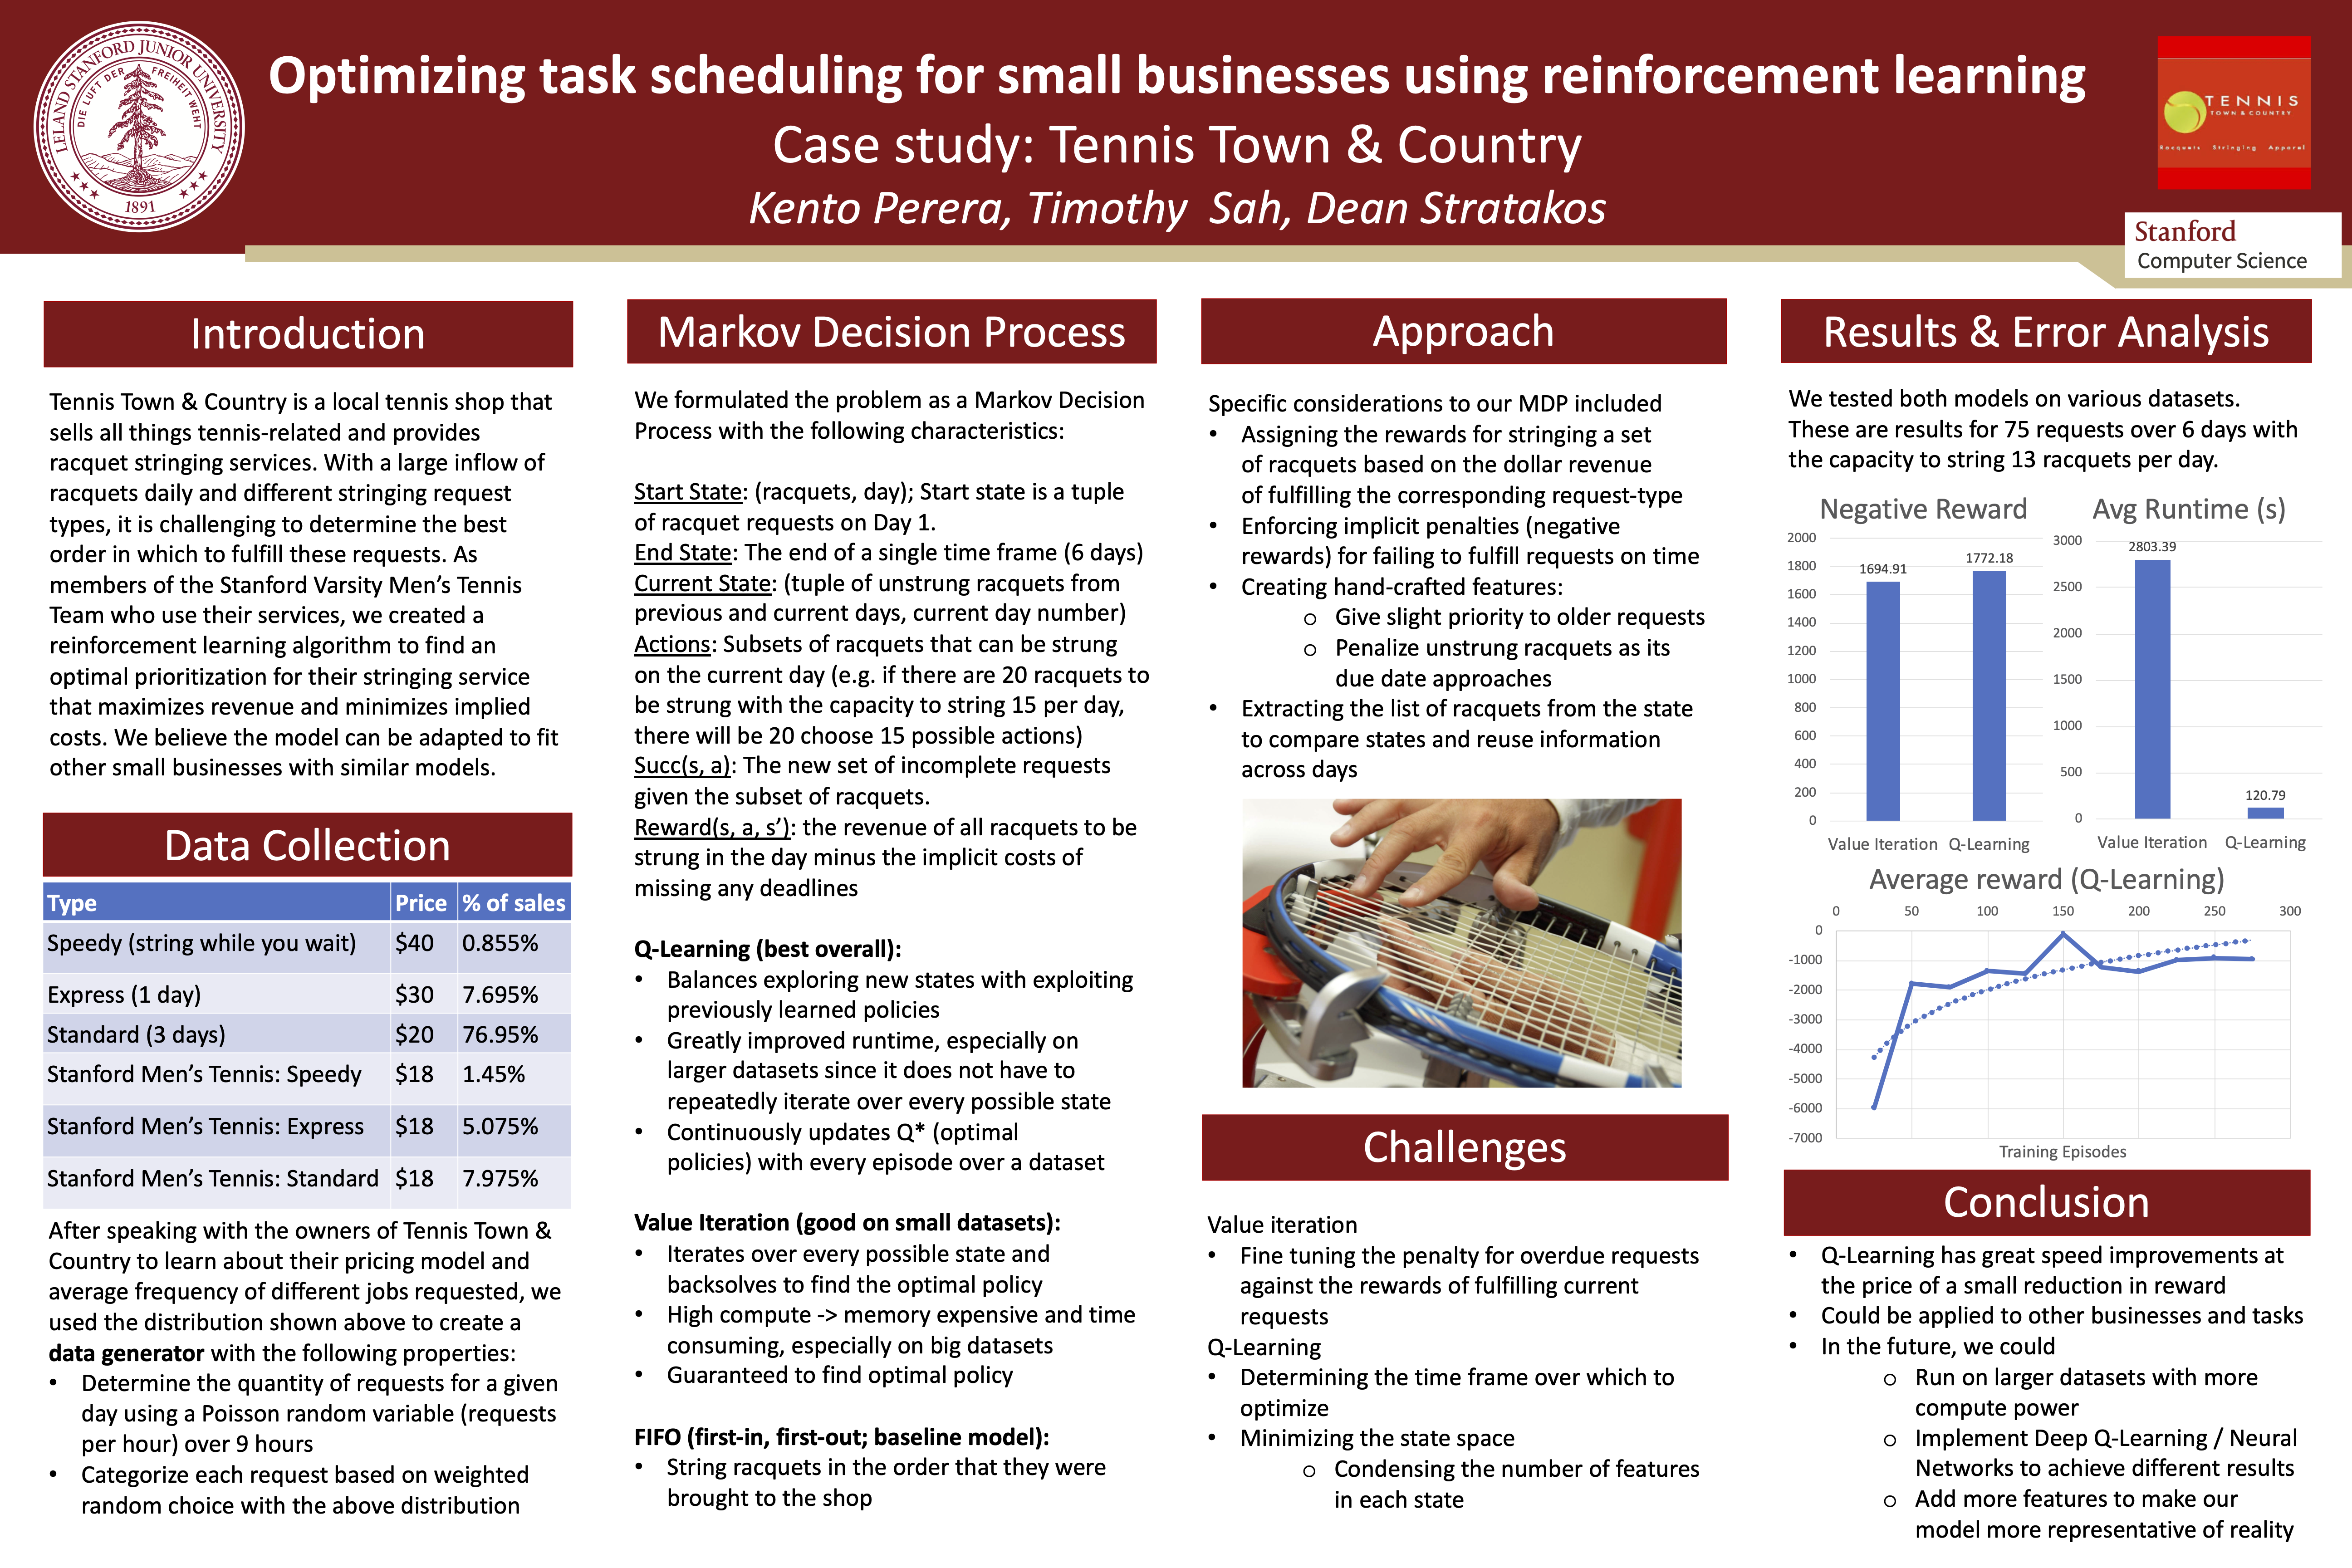 LELAND STANFORD JUNIOR UNIVERSITY
DIE LUFT DER FREIHEIT WEHT
1891
Optimizing task scheduling for small businesses using reinforcement learning
Case study: Tennis Town & Country
Kento Perera, Timothy Sah, Dean Stratakos
TENNIS
TOWN & COUNTRY
Racquets Stringing Apparel
Stanford
Computer Science
Introduction
Tennis Town & Country is a local tennis shop that
sells all things tennis-related and provides
racquet stringing services. With a large inflow of
racquets daily and different stringing request
types, it is challenging to determine the best
order in which to fulfill these requests. As
members of the Stanford Varsity Men's Tennis
Team who use their services, we created a
reinforcement learning algorithm to find an
optimal prioritization for their stringing service
that maximizes revenue and minimizes implied
costs. We believe the model can be adapted to fit
other small businesses with similar models.
Data Collection
Type Price % of sales
Speedy (string while you wait) $40 0.855%
Express (1 day) $30 7.695%
Standard (3 days) $20 76.95%
Stanford Men's Tennis: Speedy $18 1.45%
Stanford Men's Tennis: Express $18 5.075%
Stanford Men's Tennis: Standard $18 7.975%
After speaking with the owners of Tennis Town &
Country to learn about their pricing model and
average frequency of different jobs requested, we
used the distribution shown above to create a
data generator with the following properties:
• Determine the quantity of requests for a given
day using a Poisson random variable (requests
per hour) over 9 hours
• Categorize each request based on weighted
random choice with the above distribution
Markov Decision Process
We formulated the problem as a Markov Decision
Process with the following characteristics:
Start State: (racquets, day); Start state is a tuple
of racquet requests on Day 1.
End State: The end of a single time frame (6 days)
Current State: (tuple of unstrung racquets from
previous and current days, current day number)
Actions: Subsets of racquets that can be strung
on the current day (e.g. if there are 20 racquets to
be strung with the capacity to string 15 per day,
there will be 20 choose 15 possible actions)
Succ(s, a): The new set of incomplete requests
given the subset of racquets.
Reward(s, a, s'): the revenue of all racquets to be
strung in the day minus the implicit costs of
missing any deadlines
Q-Learning (best overall):
• Balances exploring new states with exploiting
previously learned policies
• Greatly improved runtime, especially on
larger datasets since it does not have to
repeatedly iterate over every possible state
• Continuously updates Q* (optimal
policies) with every episode over a dataset
Value Iteration (good on small datasets):
• Iterates over every possible state and
backsolves to find the optimal policy
• High compute -> memory expensive and time
consuming, especially on big datasets
• Guaranteed to find optimal policy
FIFO (first-in, first-out; baseline model):
• String racquets in the order that they were
brought to the shop
Approach
Specific considerations to our MDP included
• Assigning the rewards for stringing a set
of racquets based on the dollar revenue
of fulfilling the corresponding request-type
• Enforcing implicit penalties (negative
rewards) for failing to fulfill requests on time
• Creating hand-crafted features:
o Give slight priority to older requests
o Penalize unstrung racquets as its
due date approaches
• Extracting the list of racquets from the state
to compare states and reuse information
across days
Challenges
Value iteration
• Fine tuning the penalty for overdue requests
against the rewards of fulfilling current
requests
Q-Learning
• Determining the time frame over which to
optimize
• Minimizing the state space
o Condensing the number of features
in each state
Results & Error Analysis
We tested both models on various datasets.
These are results for 75 requests over 6 days with
the capacity to string 13 racquets per day.
Negative Reward
2000
1800
1600
1400
1200
1000
800
600
400
200
0
1694.91
1772.18
Value Iteration Q-Learning
Avg Runtime (s)
3000
2500
2000
1500
1000
500
0
2803.39
120.79
Value Iteration Q-Learning
Average reward (Q-Learning)
0 50 100 150 200 250 300
0
-1000
-2000
-3000
-4000
-5000
-6000
-7000
Training Episodes
Conclusion
• Q-Learning has great speed improvements at
the price of a small reduction in reward
• Could be applied to other businesses and tasks
• In the future, we could
o Run on larger datasets with more
compute power
o Implement Deep Q-Learning / Neural
Networks to achieve different results
o Add more features to make our
model more representative of reality